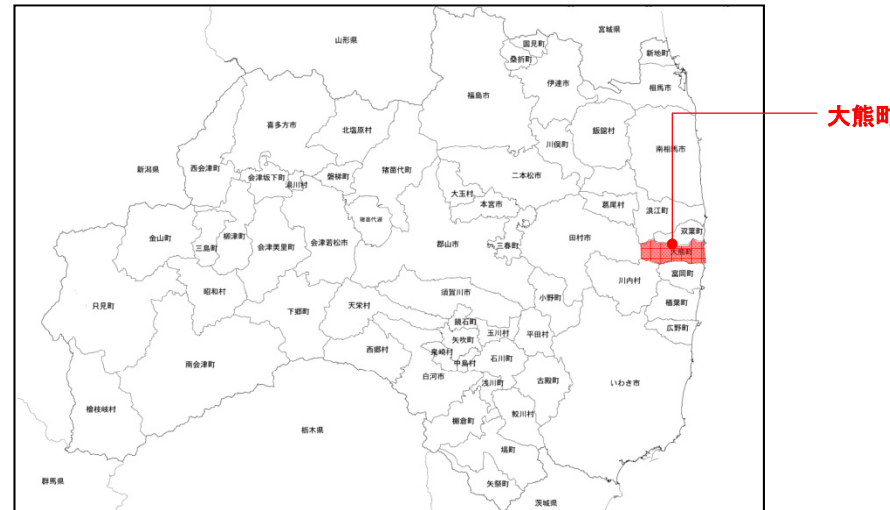 山形県
宮城県
国見町
桑折町
新地町
伊達市
相馬市
福島市
大熊町
喜多方市
北塩原村
飯舘村
川俣町
南相馬市
新潟県
西会津町
猪苗代町
会津坂下町
湯川村
磐梯町
二本松市
大玉村
本宮市
葛尾村
浪江町
猪苗代湖
双葉町
金山町
柳津町
三島町
会津美里町
会津若松市
郡山市
三春町
田村市
大熊町
富岡町
川内村
昭和村
只見町
下郷町
天栄村
須賀川市
小野町
楢葉町
鏡石町
玉川村
平田村
広野町
矢吹町
西郷村
泉崎村
中島村
石川町
南会津町
白河市
浅川町
古殿町
いわき市
檜枝岐村
鮫川村
棚倉町
栃木県
塙町
群馬県
矢祭町
茨城県